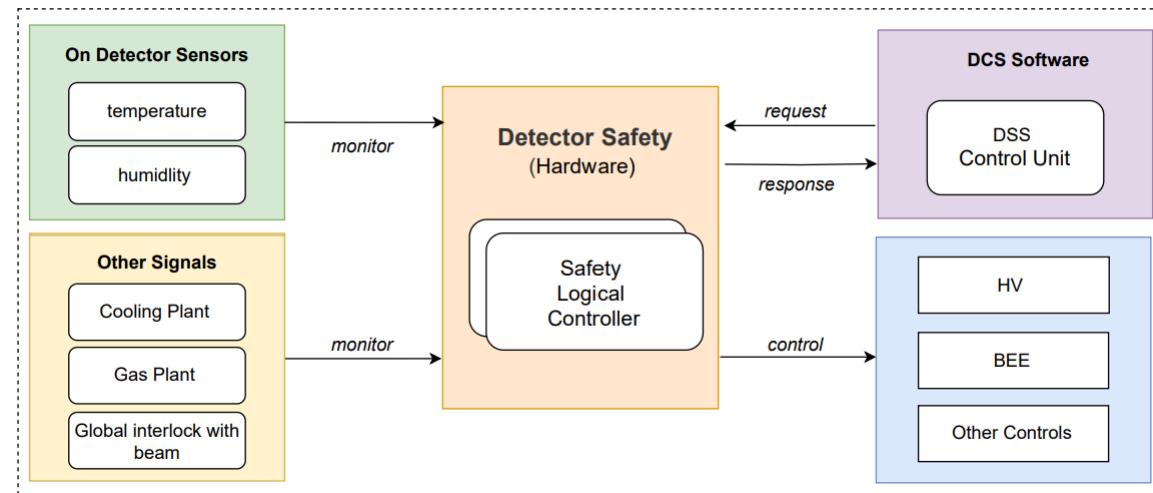 On Detector Sensors
temperature
humidlity
monitor
Other Signals
Cooling Plant
Gas Plant
Global interlock with
beam
monitor
Detector Safety
(Hardware)
Safety
Logical
Controller
request
response
DCS Software
DSS
Control Unit
control
HV
BEE
Other Controls